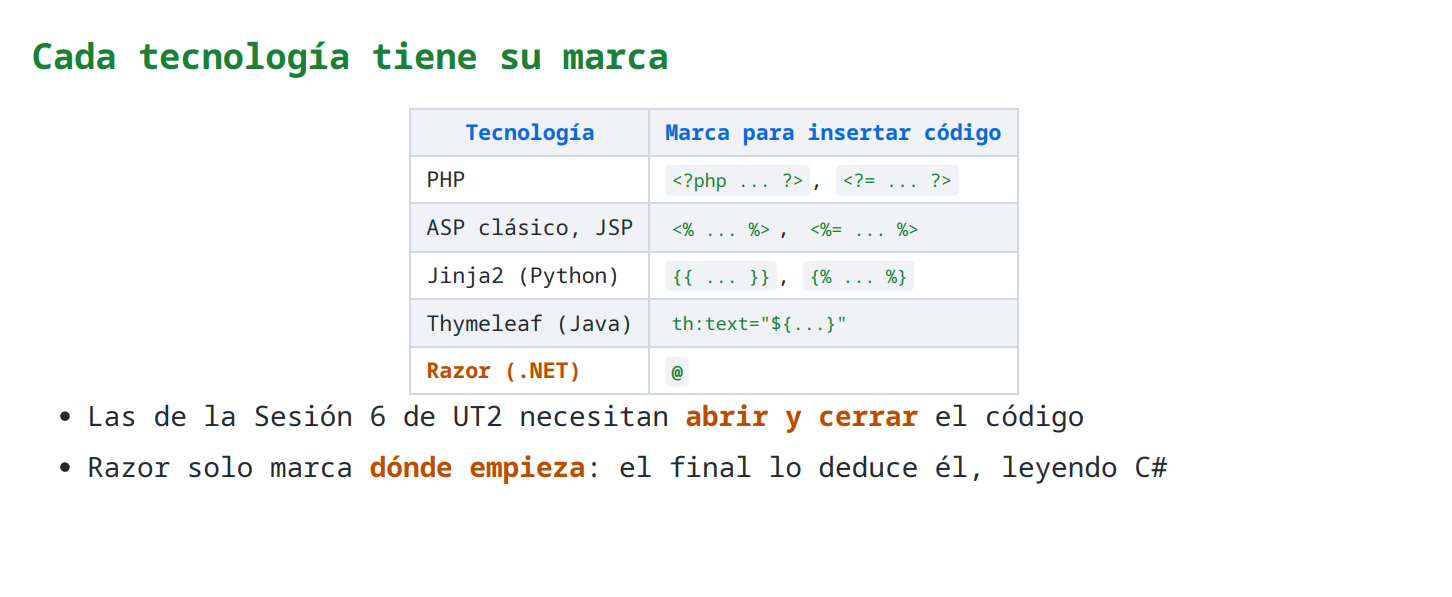 Cada tecnología tiene su marca
Tecnología Marca para insertar código
PHP <?php ... ?>, <?= ... ?>
ASP clásico, JSP <% ... %>, <%= ... %>
Jinja2 (Python) {{ ... }}, {% ... %}
Thymeleaf (Java) th:text="${...}"
Razor (.NET) @
• Las de la Sesión 6 de UT2 necesitan abrir y cerrar el código
• Razor solo marca dónde empieza: el final lo deduce él, leyendo C#